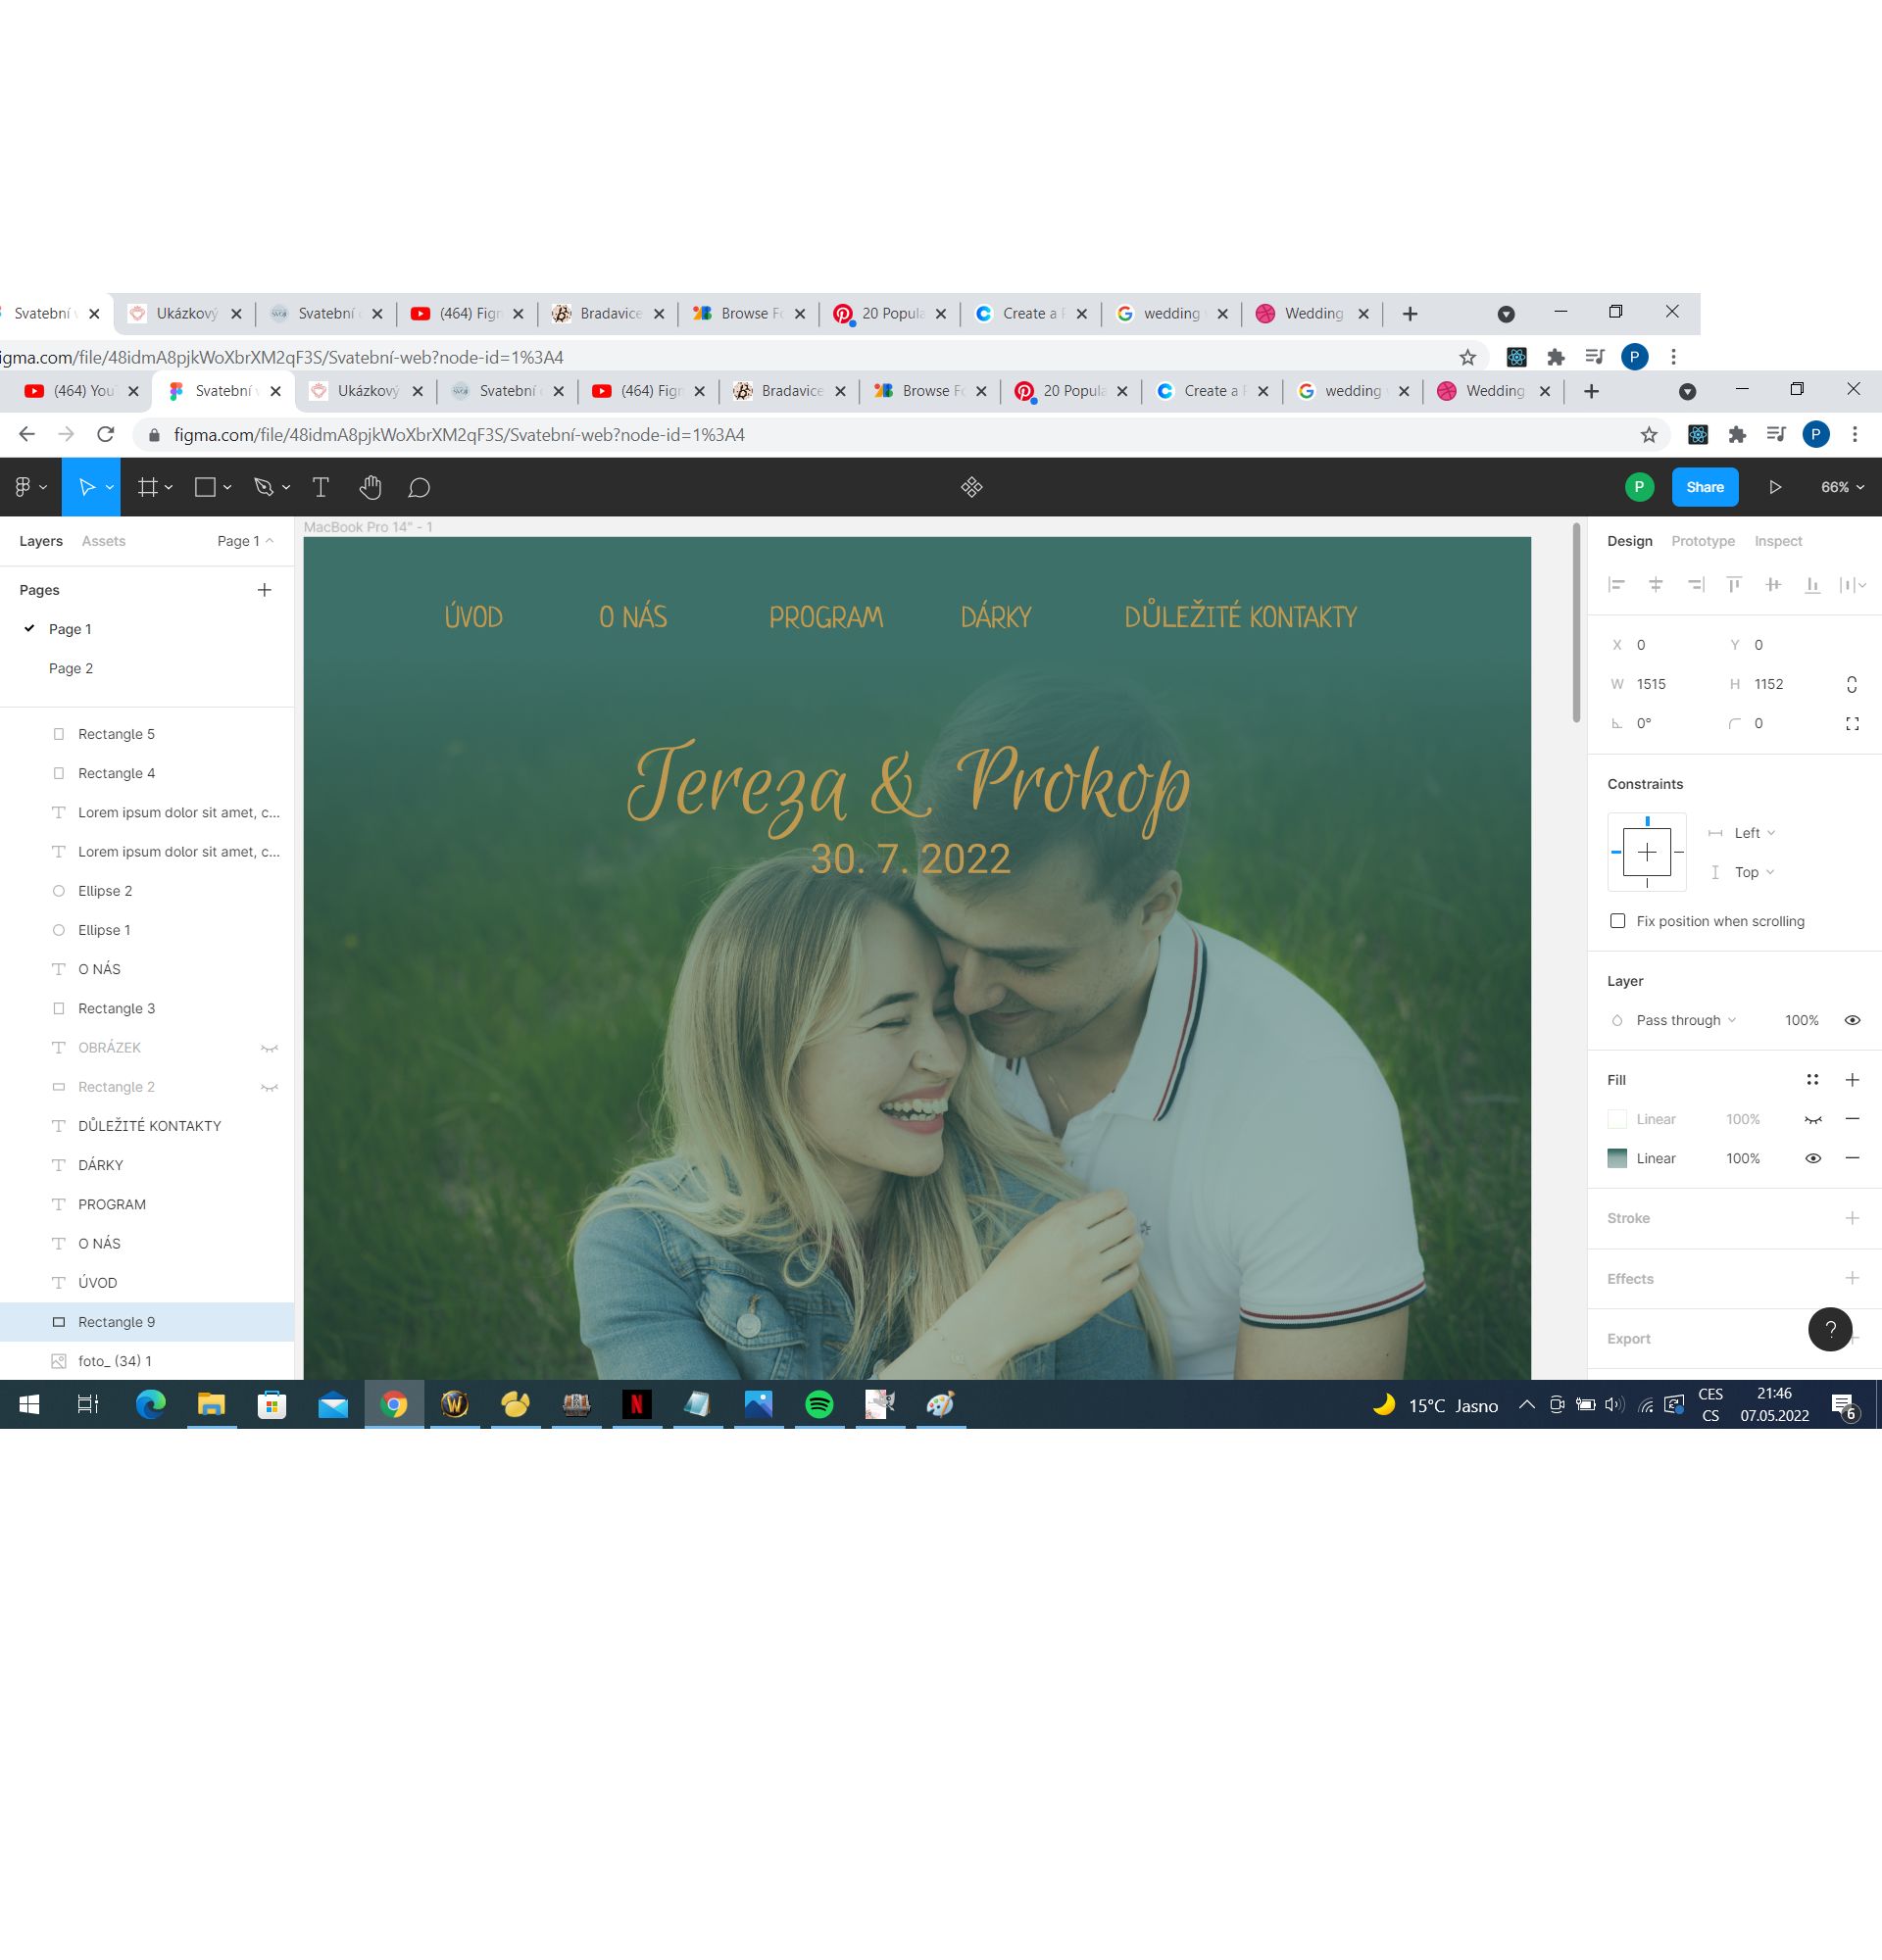 Svatební Ukázkový Svatební (464) Fign Bradavice Browse Fo 20 Popula Create a wedding Wedding
igma.com/file/48idmA8pjkWoXbrXM2qF3S/Svatební-web?node-id=1%3A4 P
(464) You Svatební Ukázkový Svatební (464) Fign Bradavice Browse Fo 20 Popula Create a wedding Wedding
figma.com/file/48idmA8pjkWoXbrXM2qF3S/Svatební-web?node-id=1%3A4 P
P Share 66%
Layers Assets Page 1
MacBook Pro 14" - 1
Design Prototype Inspect
Pages
Page 1
Page 2
Rectangle 5
Rectangle 4
Lorem ipsum dolor sit amet, c...
Lorem ipsum dolor sit amet, c...
Ellipse 2
Ellipse 1
O NÁS
Rectangle 3
OBRÁZEK
Rectangle 2
DŮLEŽITÉ KONTAKTY
DÁRKY
PROGRAM
O NÁS
ÚVOD
Rectangle 9
foto_ (34) 1
ÚVOD O NÁS PROGRAM DÁRKY DŮLEŽITÉ KONTAKTY
Tereza & Prokop
30. 7. 2022
X 0 Y 0
W 1515 H 1152
0° 0
Constraints
Left
Top
Fix position when scrolling
Layer
Pass through 100%
Fill
Linear 100%
Linear 100%
Stroke
Effects
Export
?
15°C Jasno
CES
CS
21:46
07.05.2022
6